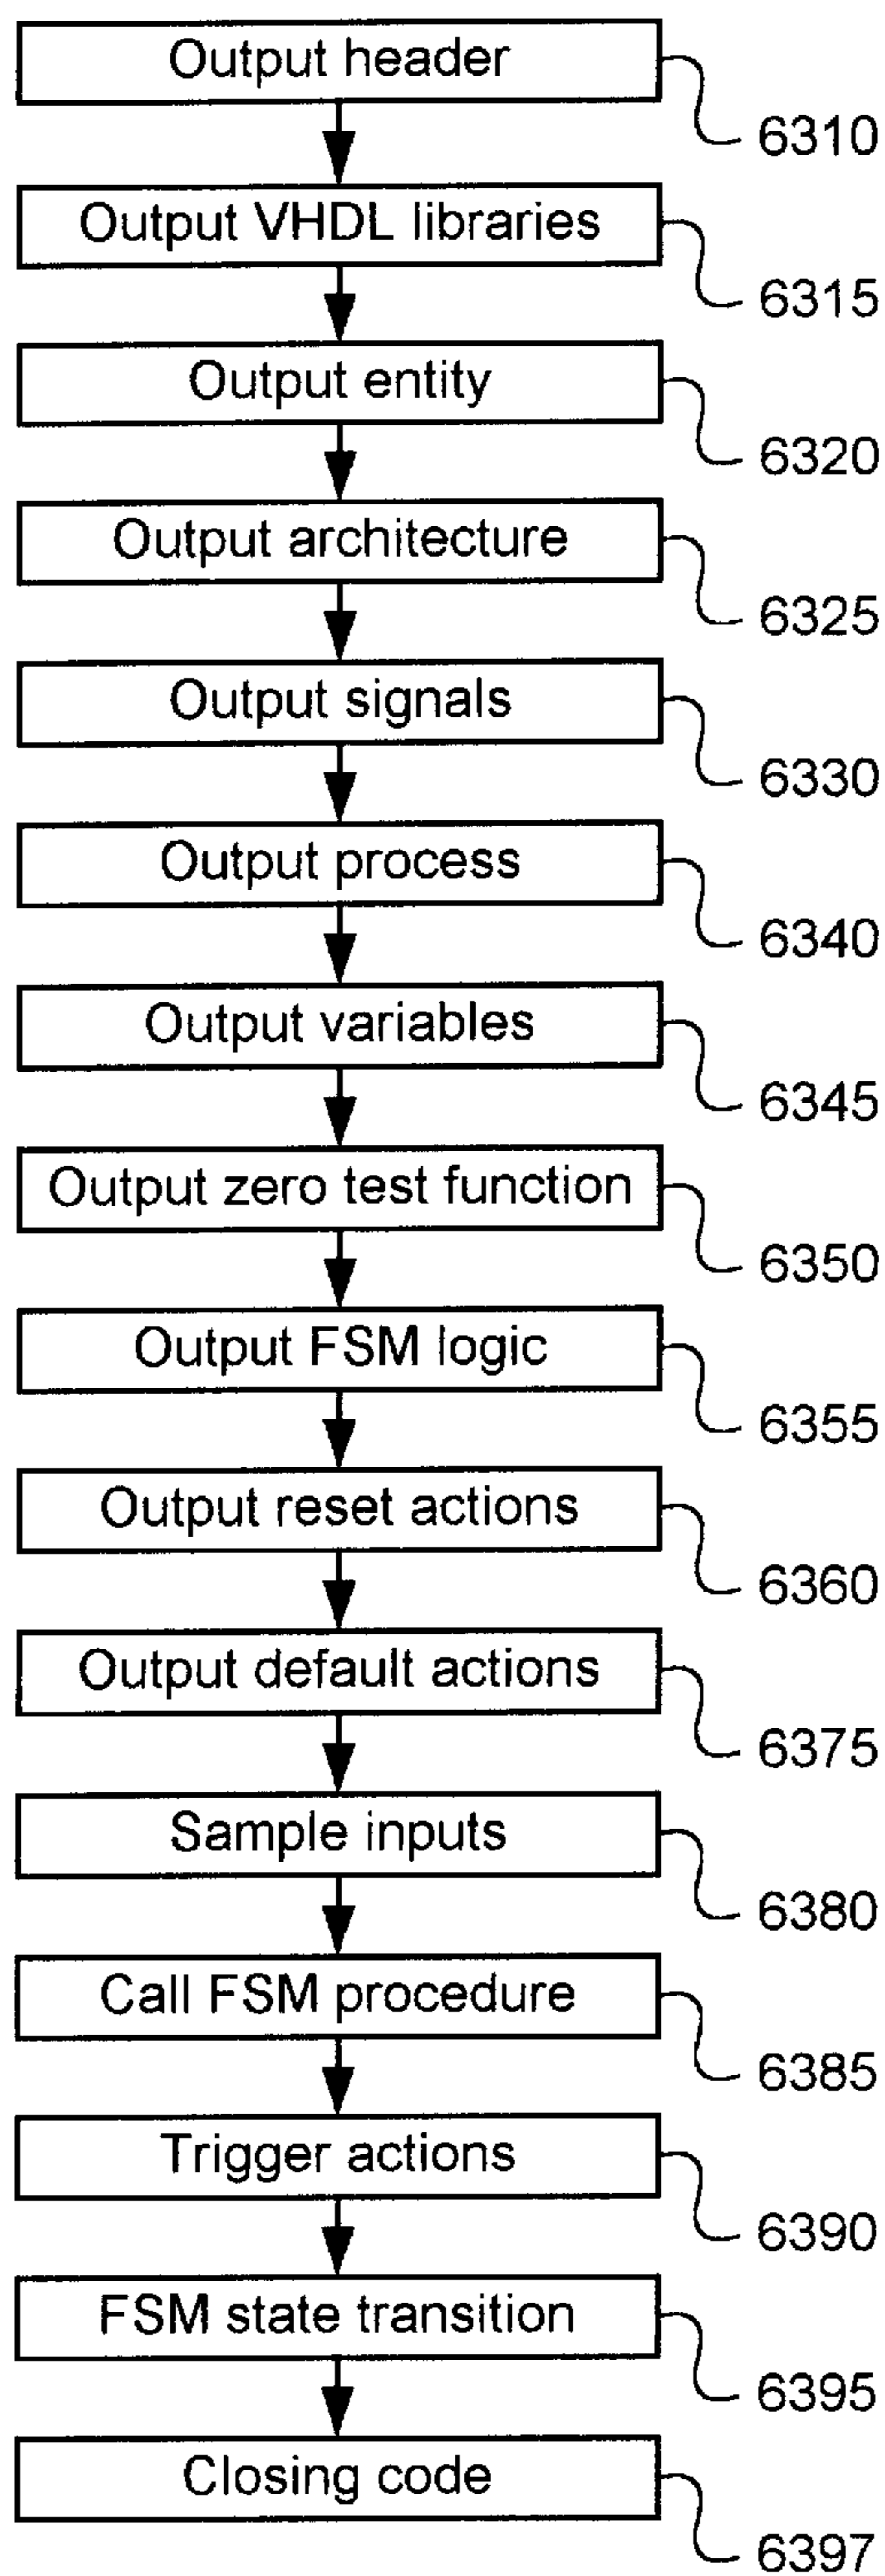 Output header
6310
Output VHDL libraries
6315
Output entity
6320
Output architecture
6325
Output signals
6330
Output process
6340
Output variables
6345
Output zero test function
6350
Output FSM logic
6355
Output reset actions
6360
Output default actions
6375
Sample inputs
6380
Call FSM procedure
6385
Trigger actions
6390
FSM state transition
6395
Closing code
6397